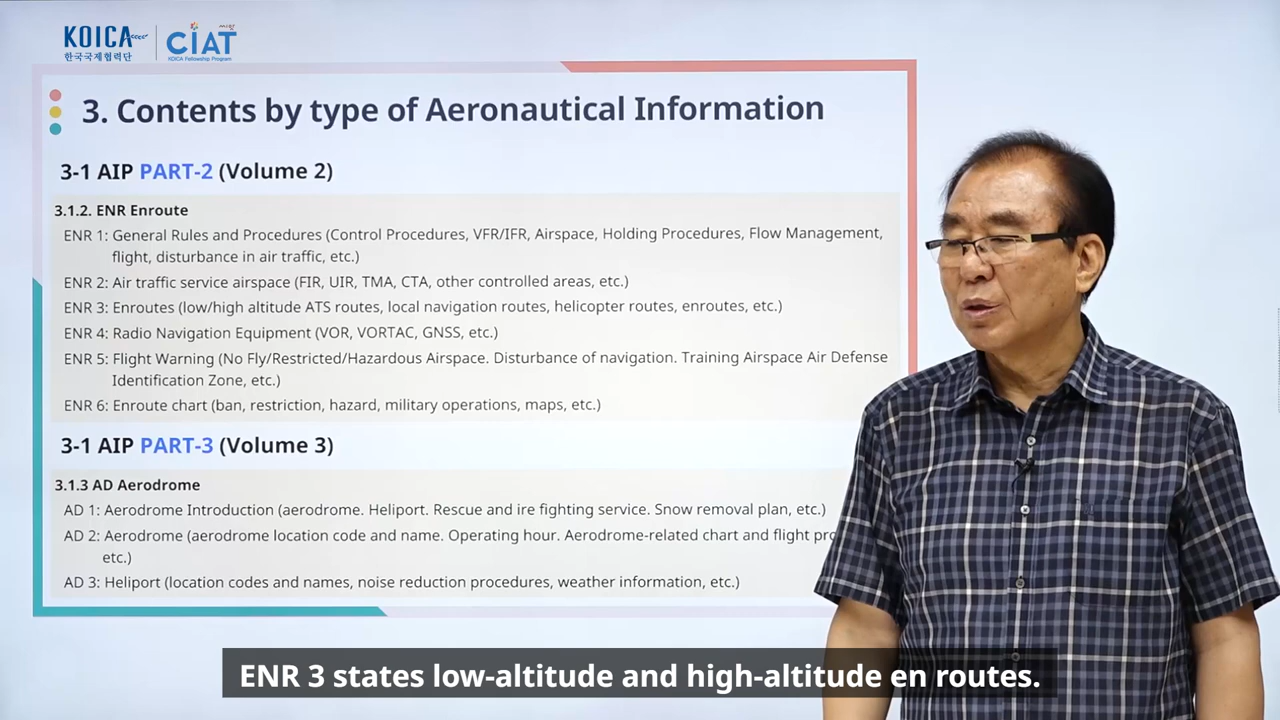 KOICA
한국국제협력단
CIAT
KOICA Fellowship Program
3. Contents by type of Aeronautical Information
3-1 AIP PART-2 (Volume 2)
3.1.2. ENR Enroute
ENR 1: General Rules and Procedures (Control Procedures, VFR/IFR, Airspace, Holding Procedures, Flow Management,
flight, disturbance in air traffic, etc.)
ENR 2: Air traffic service airspace (FIR, UIR, TMA, CTA, other controlled areas, etc.)
ENR 3: Enroutes (low/high altitude ATS routes, local navigation routes, helicopter routes, enroutes, etc.)
ENR 4: Radio Navigation Equipment (VOR, VORTAC, GNSS, etc.)
ENR 5: Flight Warning (No Fly/Restricted/Hazardous Airspace. Disturbance of navigation. Training Airspace Air Defense
Identification Zone, etc.)
ENR 6: Enroute chart (ban, restriction, hazard, military operations, maps, etc.)
3-1 AIP PART-3 (Volume 3)
3.1.3 AD Aerodrome
AD 1: Aerodrome Introduction (aerodrome. Heliport. Rescue and ire fighting service. Snow removal plan, etc.)
AD 2: Aerodrome (aerodrome location code and name. Operating hour. Aerodrome-related chart and flight
etc.)
AD 3: Heliport (location codes and names, noise reduction procedures, weather information, etc.)
ENR 3 states low-altitude and high-altitude en routes.